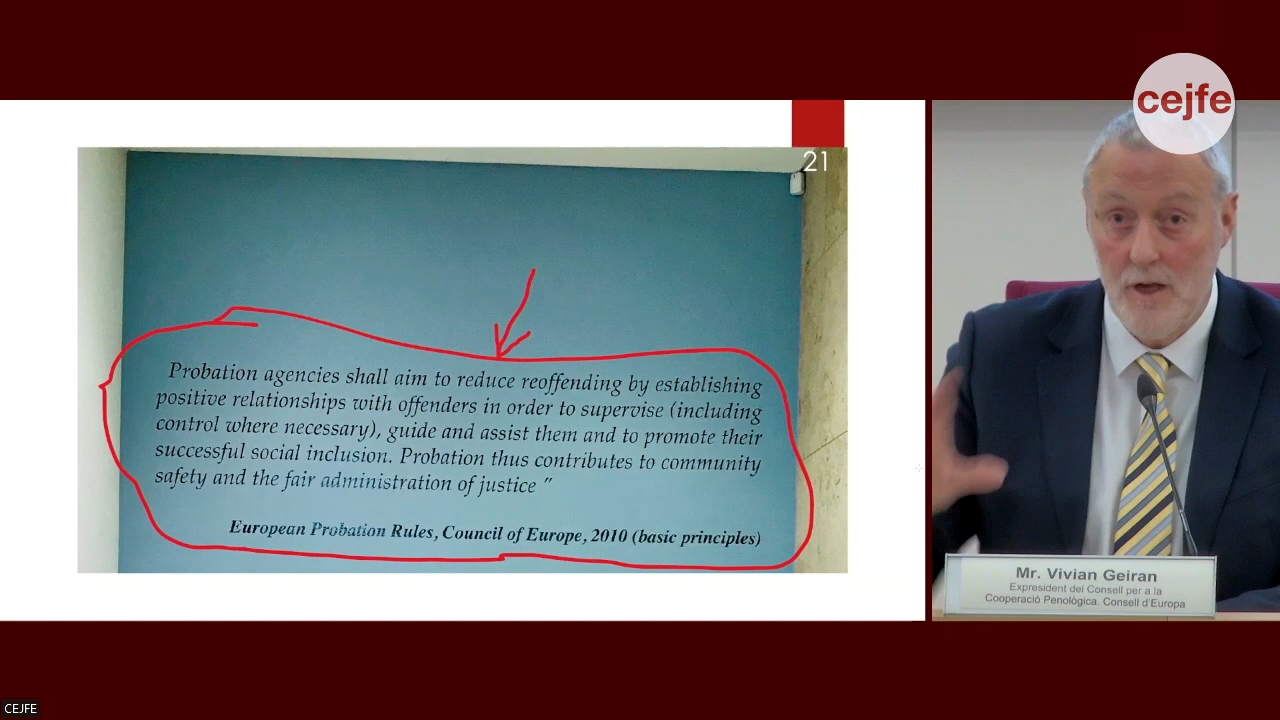 cejfe
21
Probation agencies shall aim to reduce reoffending by establishing
positive relationships with offenders in order to supervise (including
control where necessary), guide and assist them and to promote their
successful social inclusion. Probation thus contributes to community
safety and the fair administration of justice ”
European Probation Rules, Council of Europe, 2010 (basic principles)
Mr. Vivian Geiran
Expresident del Consell per a la
Cooperació Penològica. Consell d'Europa
CEJFE